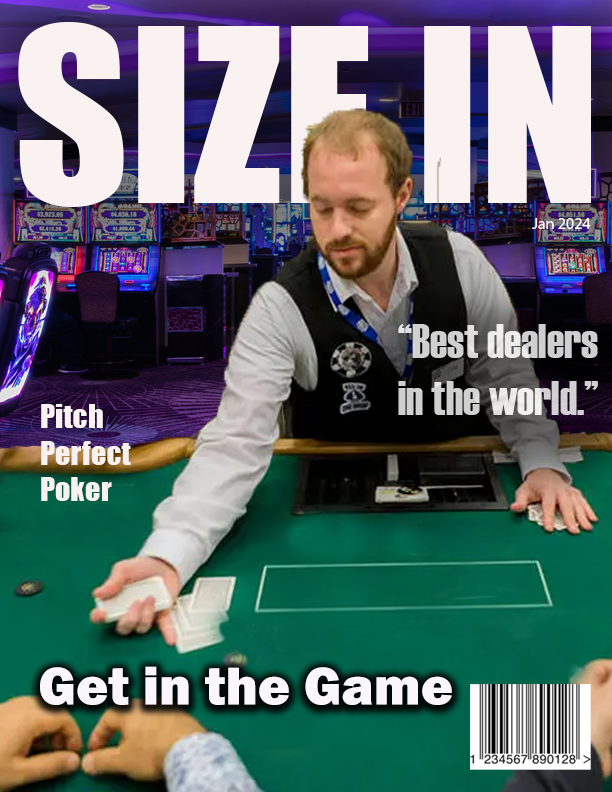 SIZE IN
Jan 2024
“Best dealers
in the world.”
Pitch
Perfect
Poker
Get in the Game
1 234567 890128 >